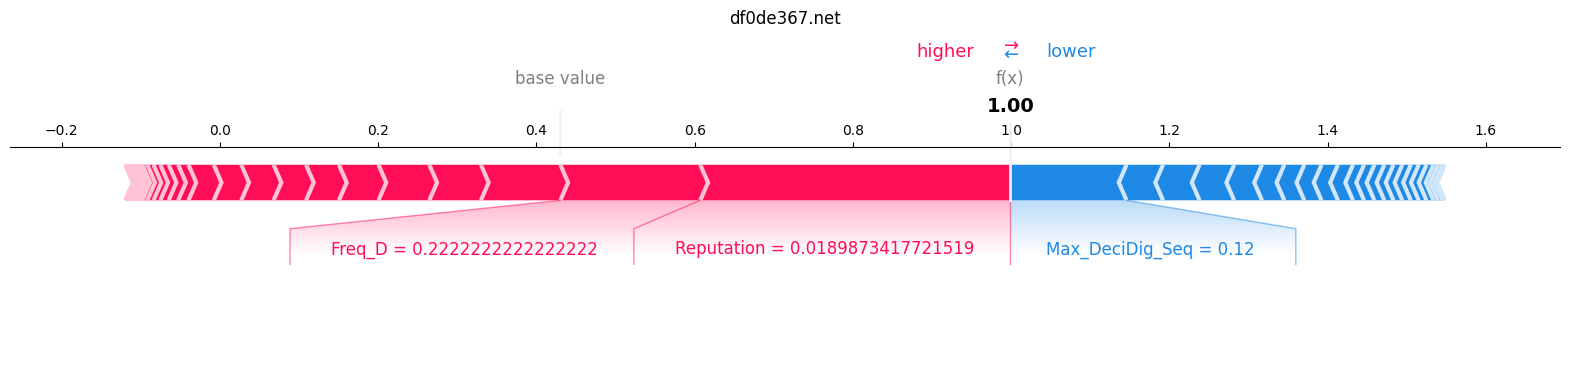 df0de367.net
higher → ← lower
base value f(x)
1.00
−0.2 0.0 0.2 0.4 0.6 0.8 1.0 1.2 1.4 1.6
Freq_D = 0.2222222222222222 Reputation = 0.0189873417721519 Max_DeciDig_Seq = 0.12